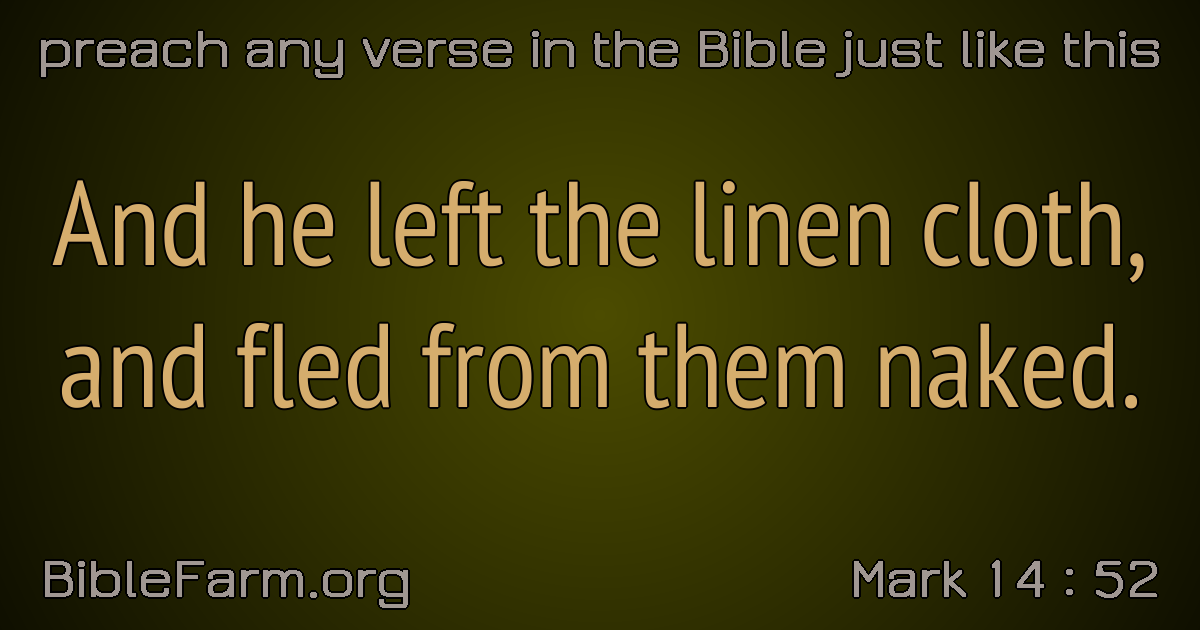 preach any verse in the Bible just like this
And he left the linen cloth,
and fled from them naked.
BibleFarm.org
Mark 14 : 52